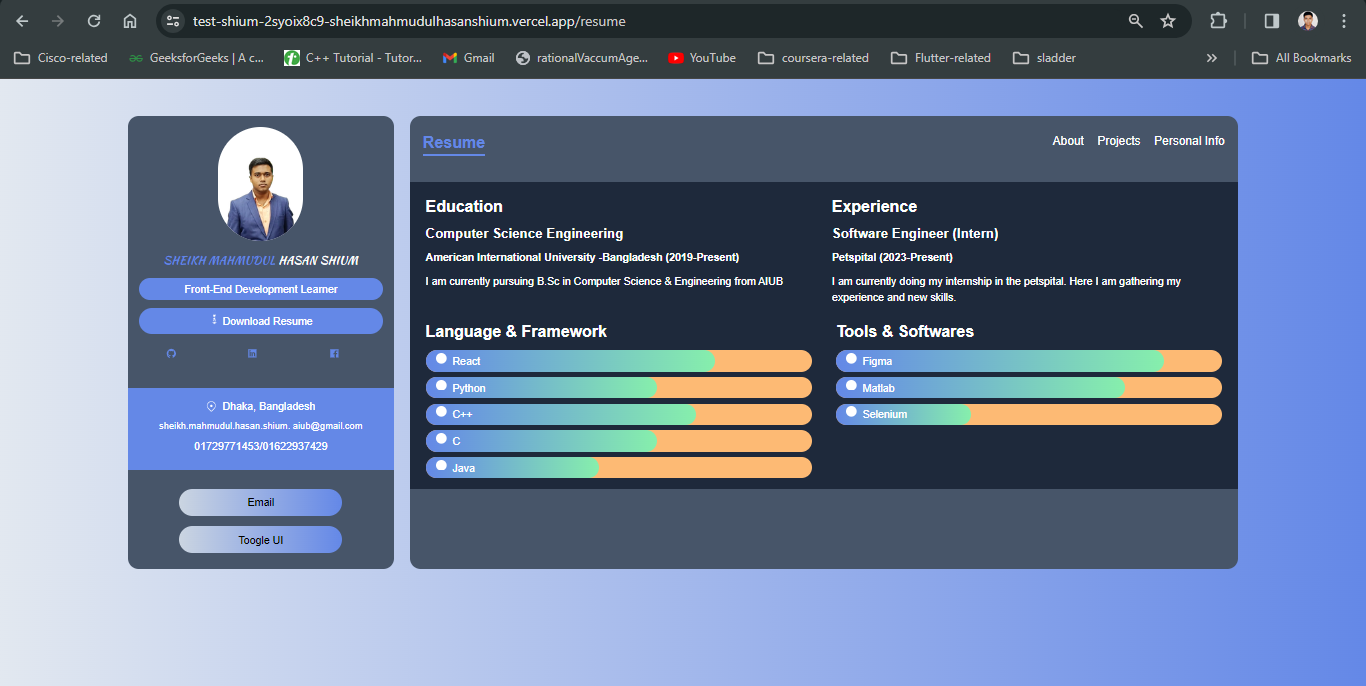 test-shium-2syoix8c9-sheikhmahmudulhasanshium.vercel.app/resume
Cisco-related
GeeksforGeeks | A c...
C++ Tutorial - Tutor...
Gmail
rationalVaccumAge...
YouTube
coursera-related
Flutter-related
sladder
»
All Bookmarks
SHEIKH MAHMUDUL HASAN SHIUM
Front-End Development Learner
Download Resume
Dhaka, Bangladesh
sheikh.mahmudul.hasan.shium. aiub@gmail.com
01729771453/01622937429
Email
Toogle UI
Resume
About Projects Personal Info
Education
Computer Science Engineering
American International University -Bangladesh (2019-Present)
I am currently pursuing B.Sc in Computer Science & Engineering from AIUB
Experience
Software Engineer (Intern)
Petspital (2023-Present)
I am currently doing my internship in the petspital. Here I am gathering my
experience and new skills.
Language & Framework
React
Python
C++
C
Java
Tools & Softwares
Figma
Matlab
Selenium